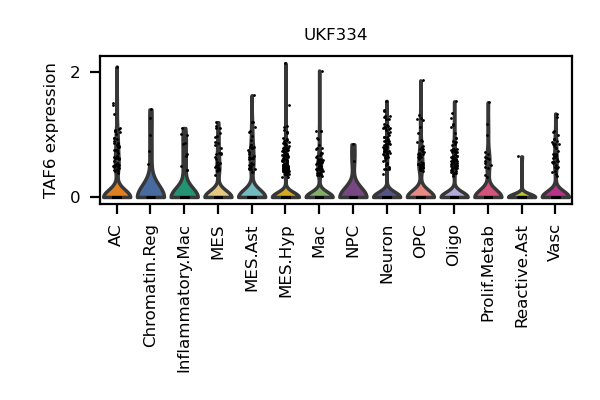 UKF334
TAF6 expression
2
0
AC
Chromatin.Reg
Inflammatory.Mac
MES
MES.Ast
MES.Hyp
Mac
NPC
Neuron
OPC
Oligo
Prolif.Metab
Reactive.Ast
Vasc